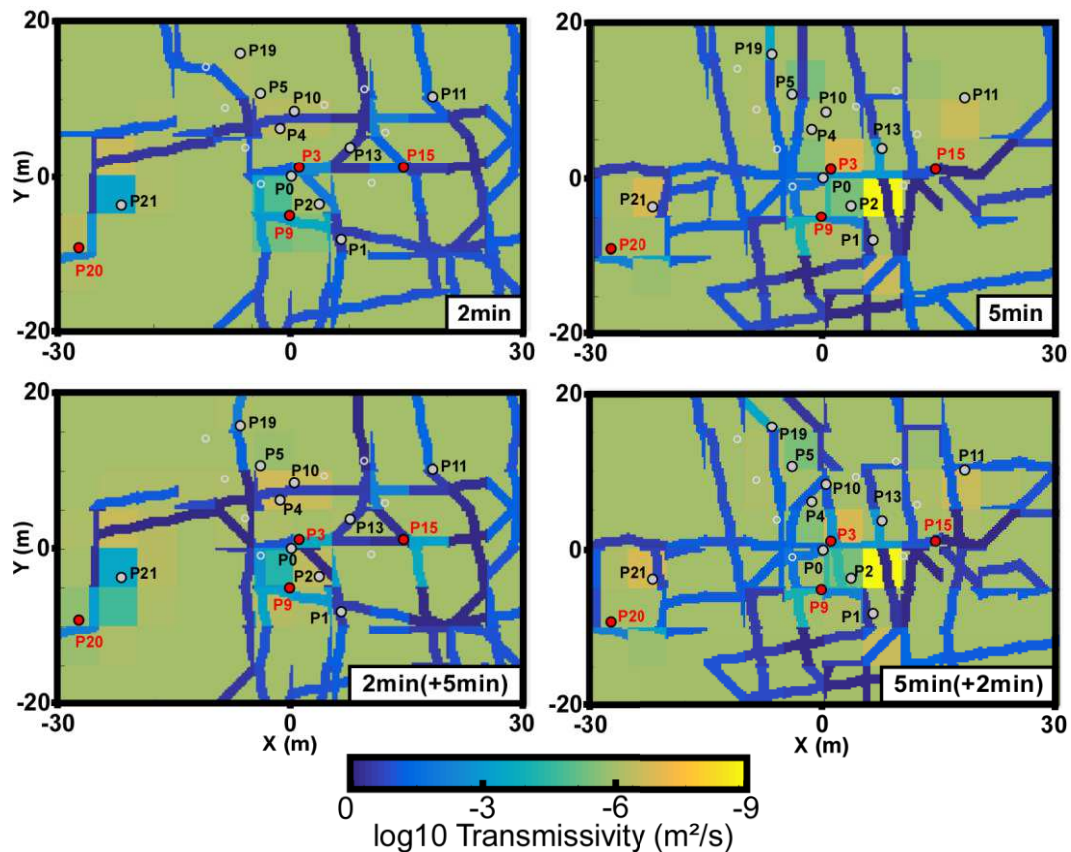 20
P19
P5
P10
P11
P4
P3
P13
P15
Y (m)
0
P0
P21
P2
P9
P1
P20
-20
2min
-30
0
30
20
P19
P5
P10
P11
P4
P13
P3
P15
0
P0
P21
P2
P9
P1
P20
-20
5min
-30
0
30
20
P19
P5
P10
P11
P4
P3
P13
P15
Y (m)
0
P0
P21
P2
P9
P1
P20
-20
2min(+5min)
-30
0
30
X (m)
20
P19
P5
P11
P10
P4
P13
P3
P15
0
P0
P21
P2
P9
P1
P20
-20
5min(+2min)
-30
0
30
X (m)
0
-3
-6
-9
log10 Transmissivity (m²/s)